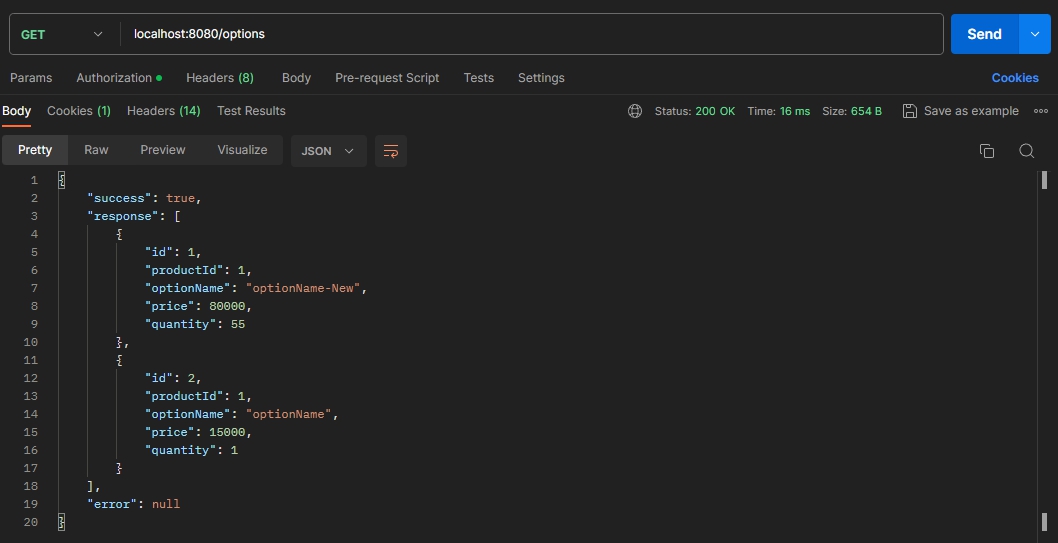 GET localhost:8080/options Send
Params Authorization Headers (8) Body Pre-request Script Tests Settings Cookies
Body Cookies (1) Headers (14) Test Results Status: 200 OK Time: 16 ms Size: 654 B Save as example
Pretty Raw Preview Visualize JSON
1 {
2 "success": true,
3 "response": [
4 {
5 "id": 1,
6 "productId": 1,
7 "optionName": "optionName-New",
8 "price": 80000,
9 "quantity": 55
10 },
11 {
12 "id": 2,
13 "productId": 1,
14 "optionName": "optionName",
15 "price": 15000,
16 "quantity": 1
17 }
18 ],
19 "error": null
20 }